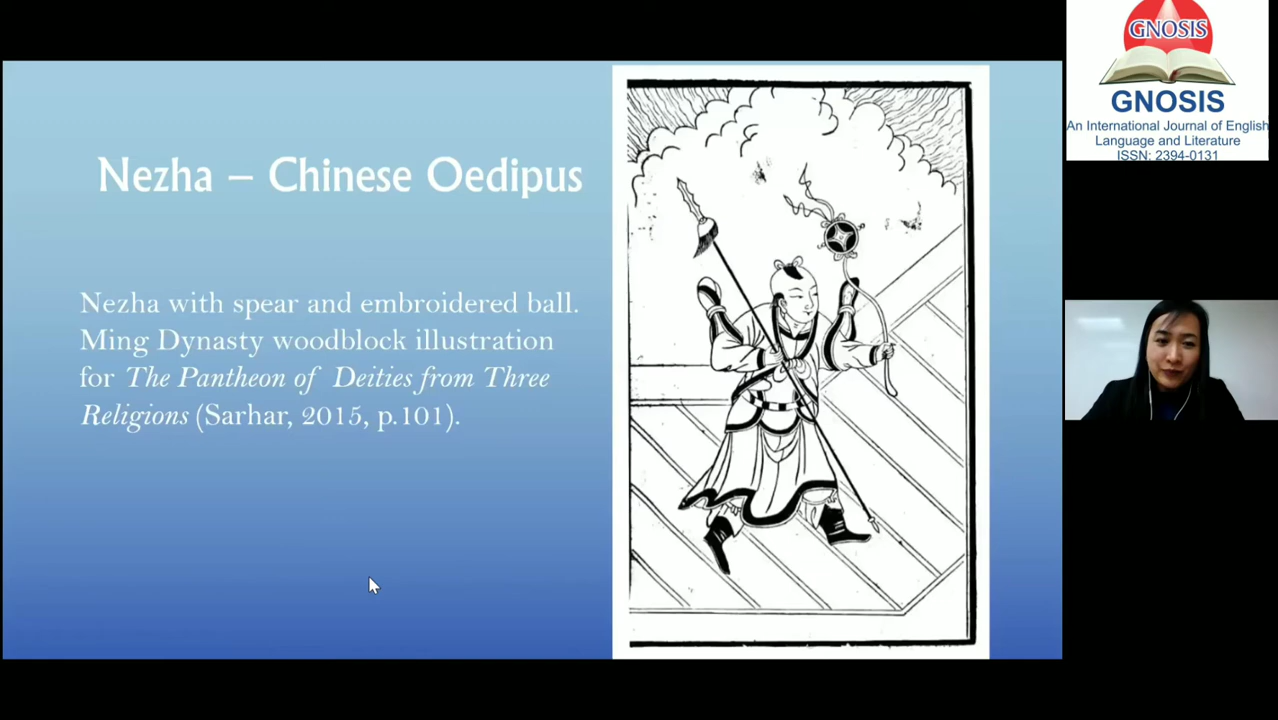 Nezha – Chinese Oedipus
Nezha with spear and embroidered ball.
Ming Dynasty woodblock illustration
for The Pantheon of Deities from Three
Religions (Sarhar, 2015, p.101).
GNOSIS
GNOSIS
An International Journal of English
Language and Literature
ISSN: 2394-0131